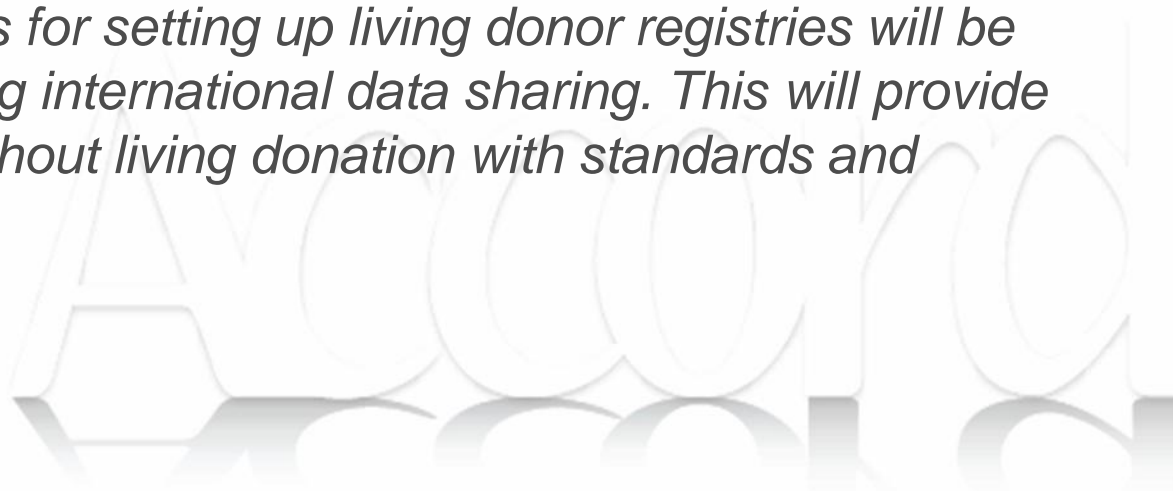 s for setting up living donor registries will be
g international data sharing. This will provide
hout living donation with standards and
Accord